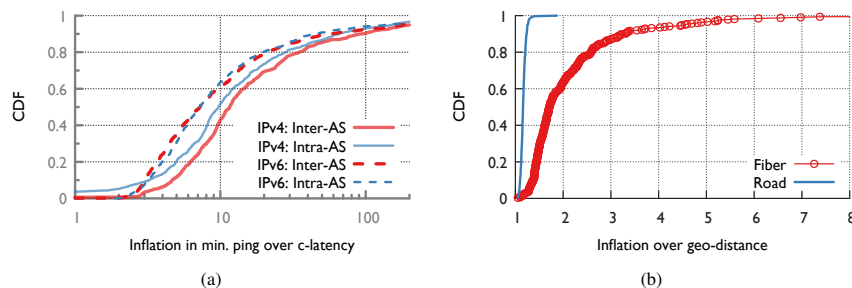 1
0.8
0.6
0.4
0.2
0
CDF
1
10
100
Inflation in min. ping over c-latency
IPv4: Inter-AS
IPv4: Intra-AS
IPv6: Inter-AS
IPv6: Intra-AS
(a)
1
0.8
0.6
0.4
0.2
0
CDF
1
2
3
4
5
6
7
8
Inflation over geo-distance
Fiber
Road
(b)